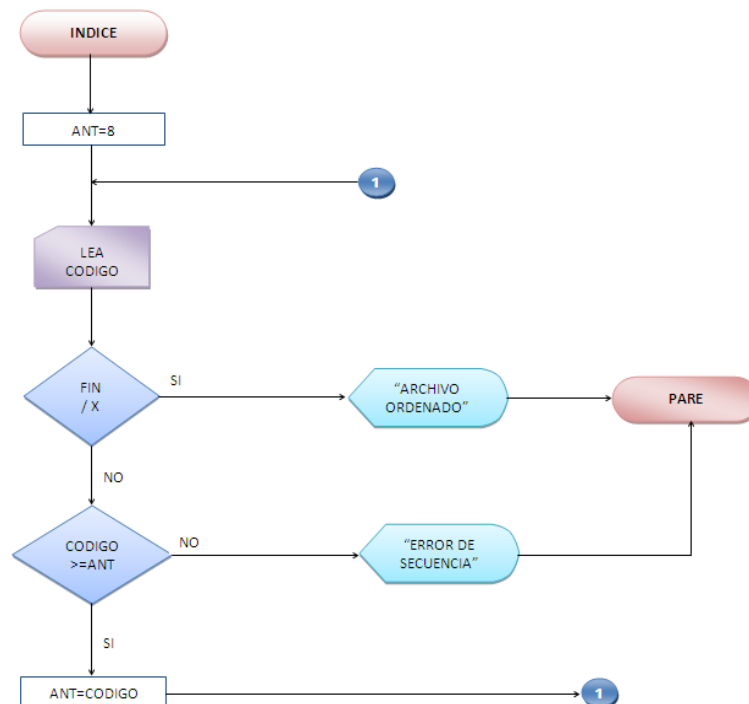 INDICE
ANT=8
1
LEA
CODIGO
FIN
/ X
SI
“ARCHIVO
ORDENADO”
PARE
NO
CODIGO
>=ANT
NO
“ERROR DE
SECUENCIA”
SI
ANT=CODIGO
1